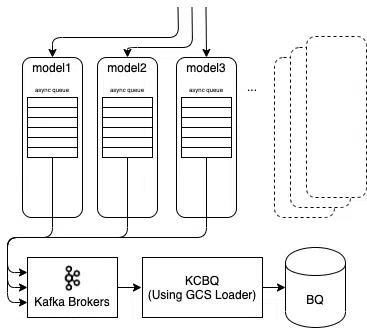 model1
model2
model3
async queue
async queue
async queue
...
Kafka Brokers
KCBQ
(Using GCS Loader)
BQ